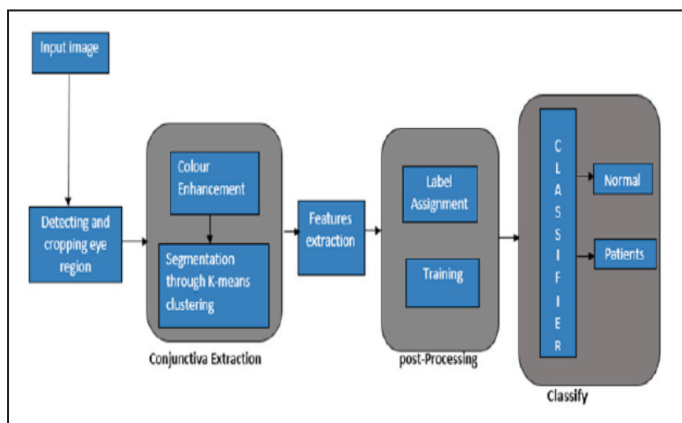 Input image
Detecting and
cropping eye
region
Colour
Enhancement
Segmentation
through K-means
clustering
Conjunctiva Extraction
Features
extraction
Label
Assignment
Training
post-Processing
C
L
A
S
S
I
F
I
E
R
Normal
Patients
Classify